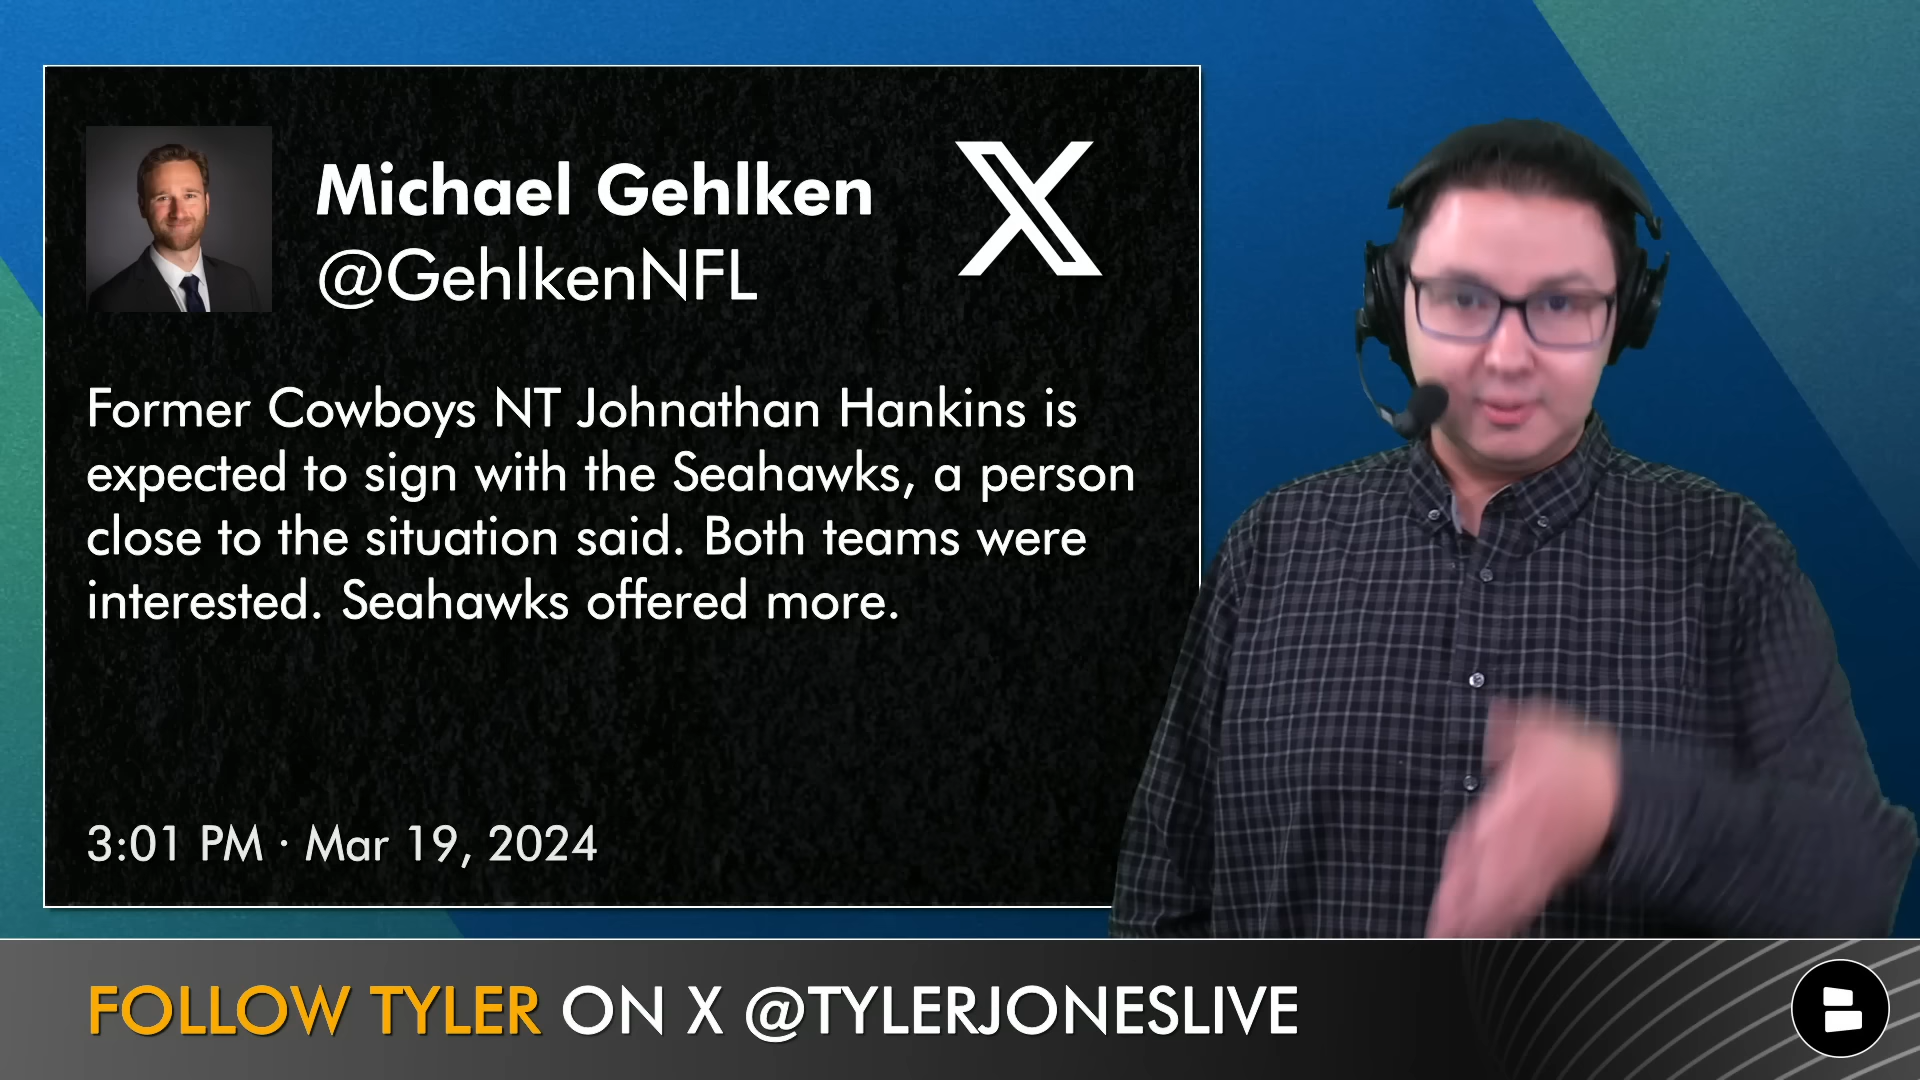 Michael Gehlken
@GehlkenNFL
Former Cowboys NT Johnathan Hankins is
expected to sign with the Seahawks, a person
close to the situation said. Both teams were
interested. Seahawks offered more.
3:01 PM · Mar 19, 2024
FOLLOW TYLER ON X @TYLERJONESLIVE